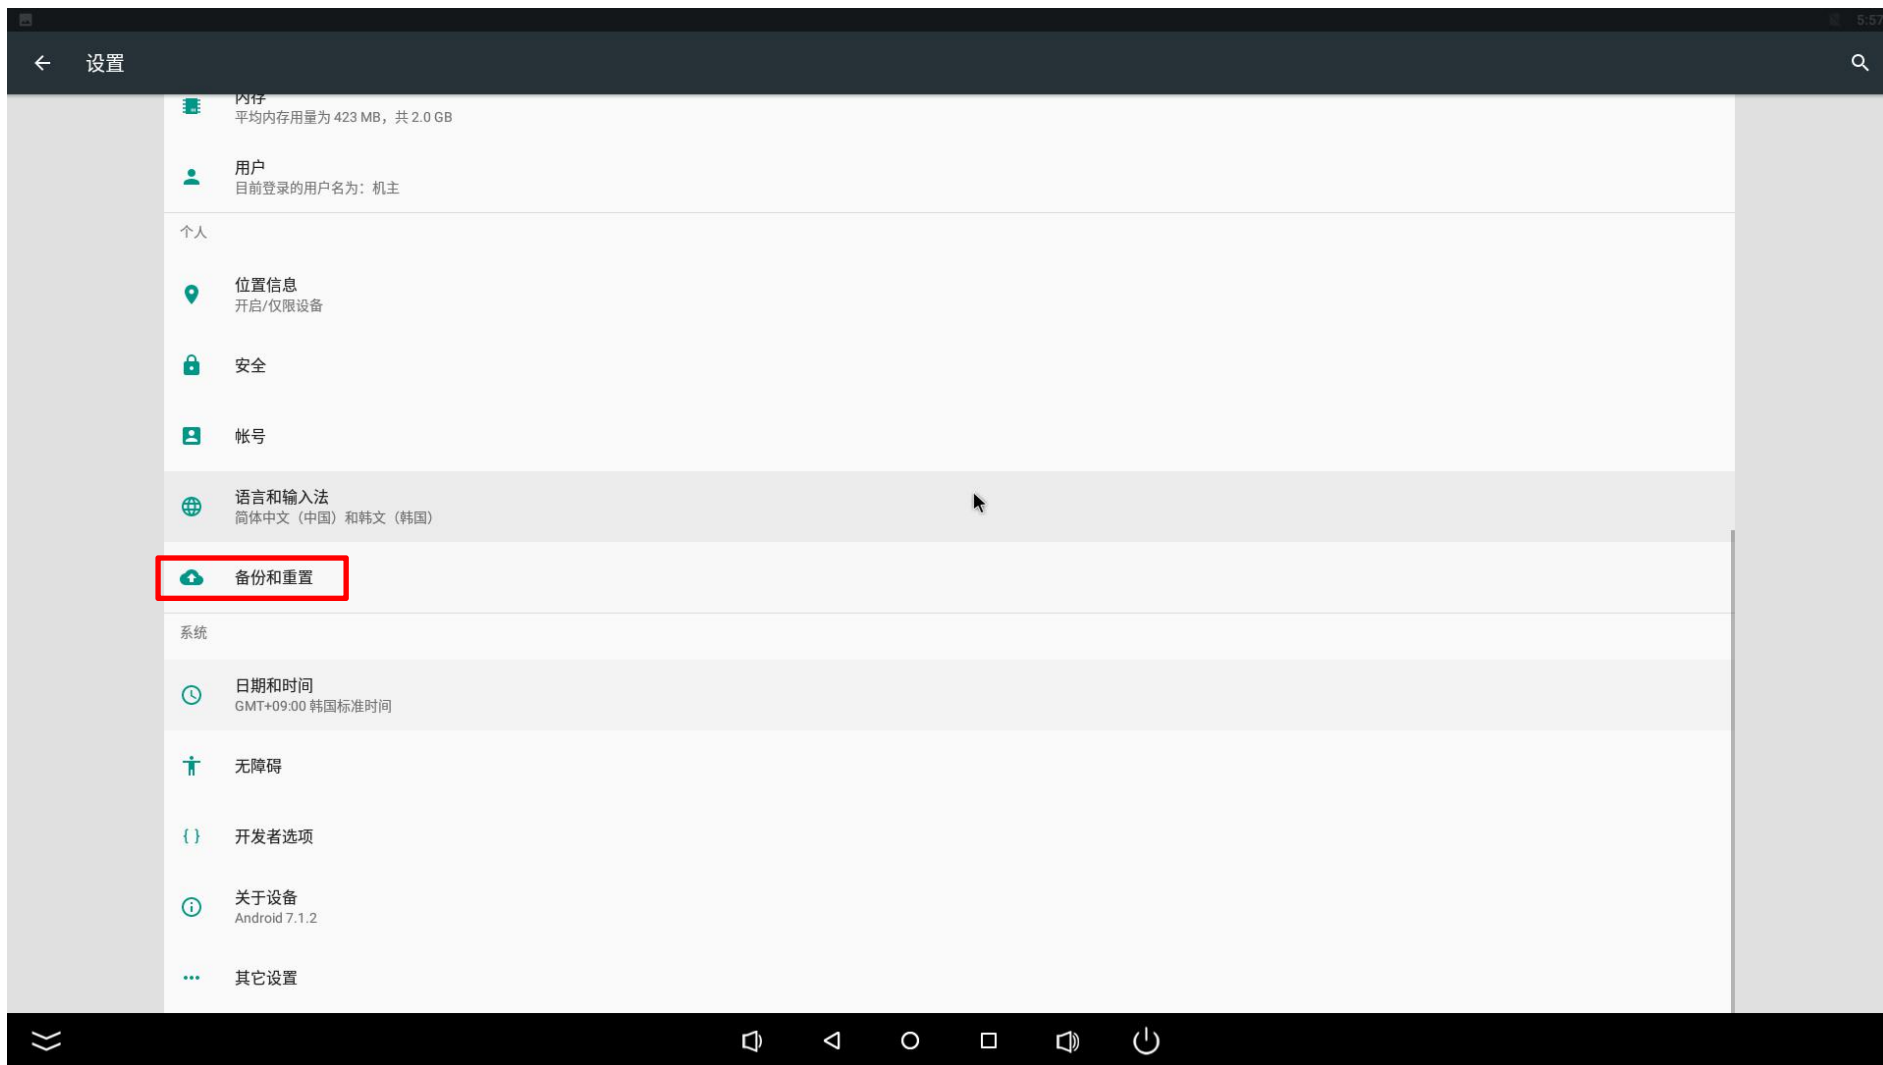 5:57
设置
内存
平均内存用量为 423 MB，共 2.0 GB
用户
目前登录的用户名为：机主
个人
位置信息
开启/仅限设备
安全
帐号
语言和输入法
简体中文（中国）和韩文（韩国）
备份和重置
系统
日期和时间
GMT+09:00 韩国标准时间
无障碍
开发者选项
关于设备
Android 7.1.2
其它设置